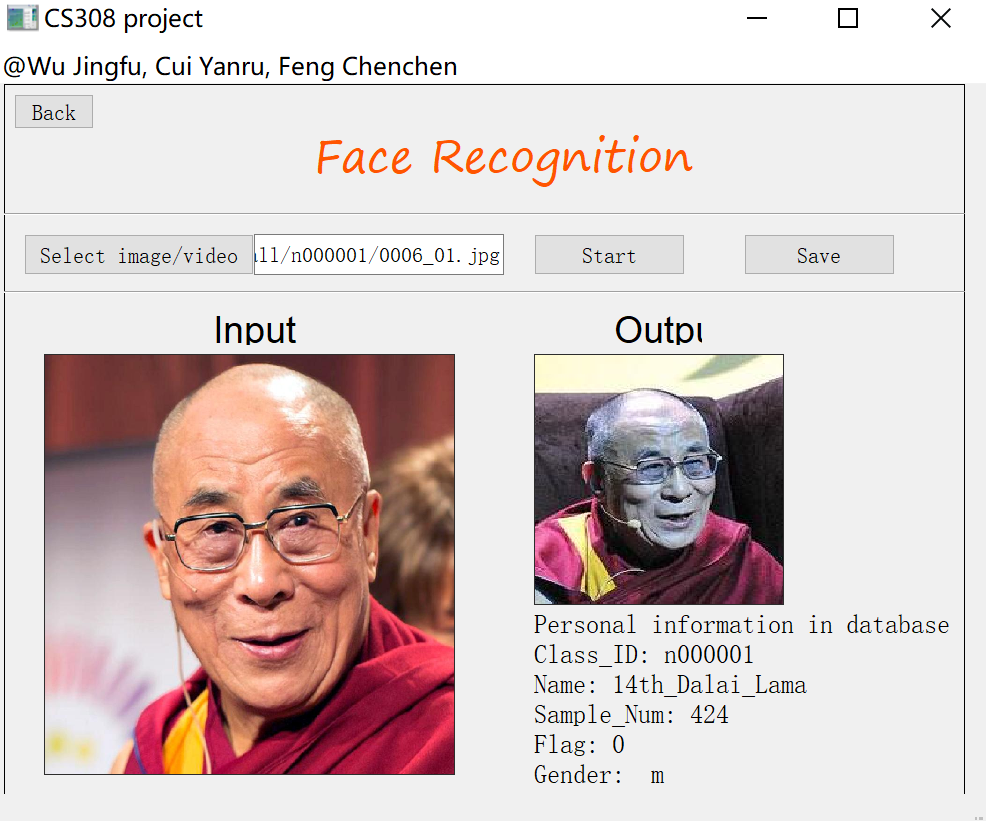 CS308 project
@Wu Jingfu, Cui Yanru, Feng Chenchen
Back
Face Recognition
Select image/video
all/n000001/0006_01.jpg
Start
Save
Input
Outpu
Personal information in database
Class_ID: n000001
Name: 14th_Dalai_Lama
Sample_Num: 424
Flag: 0
Gender: m